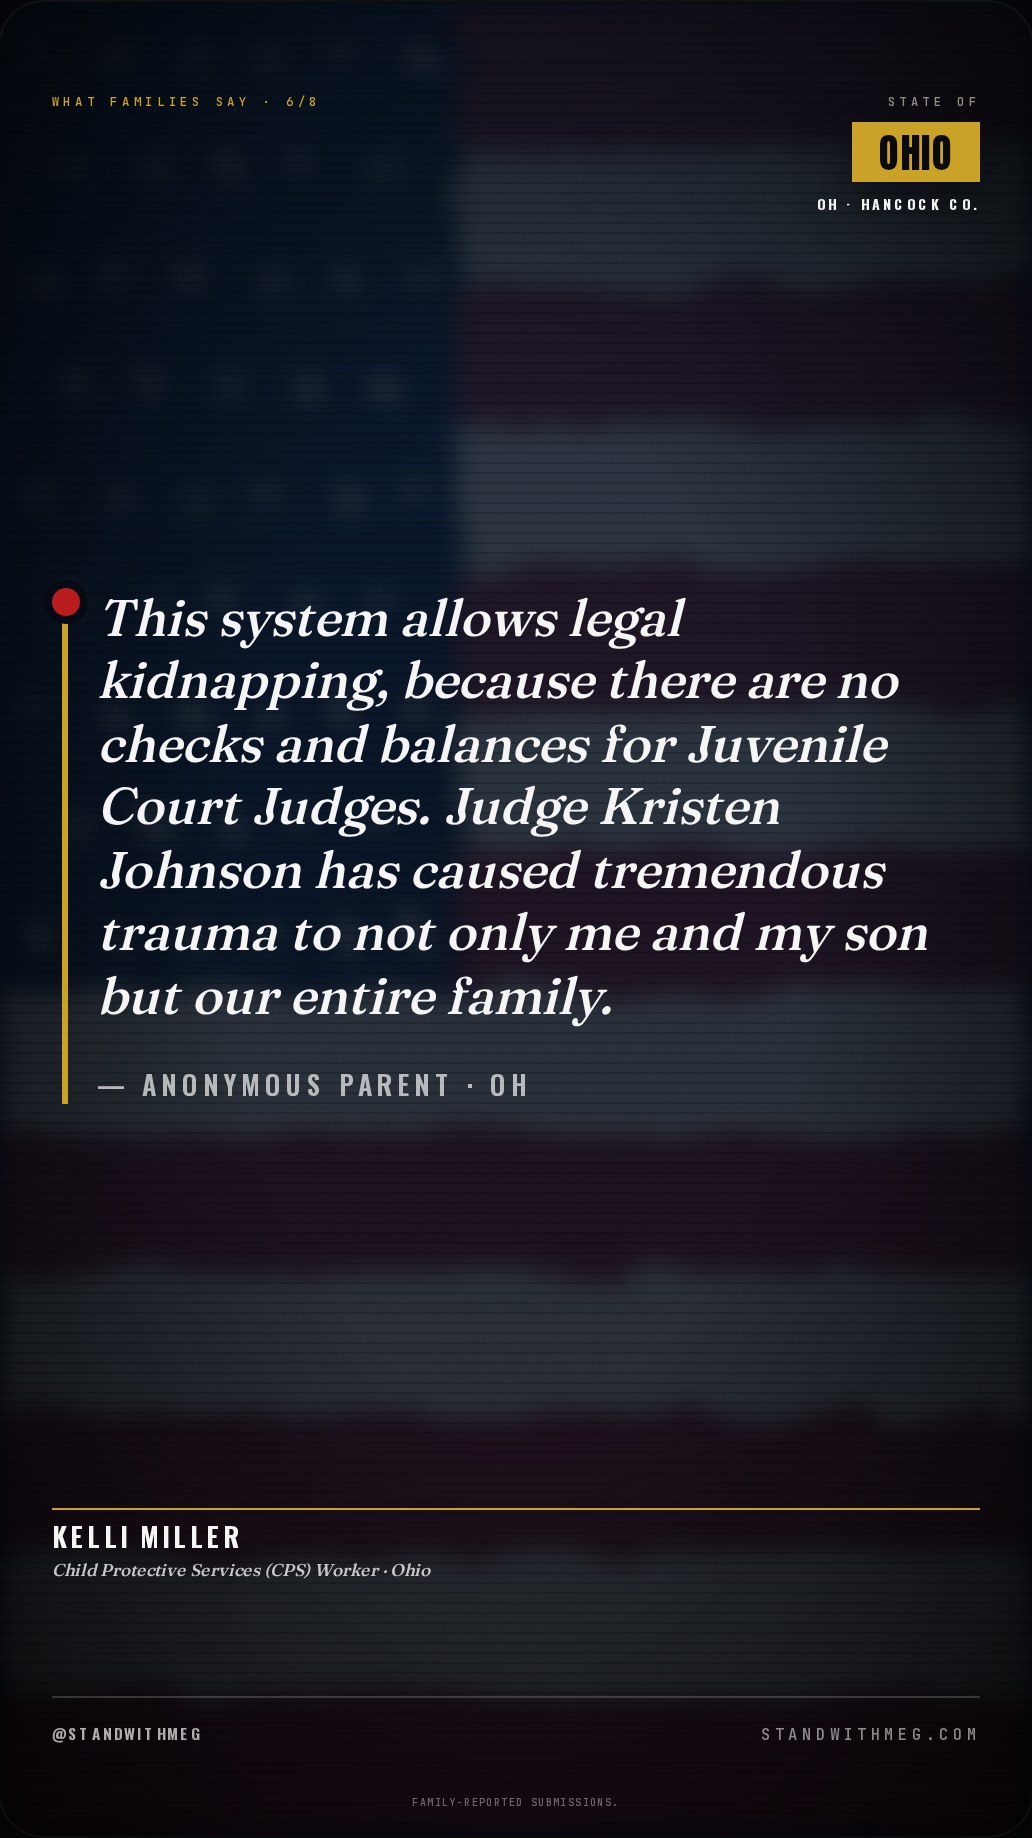 WHAT FAMILIES SAY · 6/8
STATE OF
OHIO
OH · HANCOCK CO.
This system allows legal
kidnapping, because there are no
checks and balances for Juvenile
Court Judges. Judge Kristen
Johnson has caused tremendous
trauma to not only me and my son
but our entire family.
— ANONYMOUS PARENT · OH
KELLI MILLER
Child Protective Services (CPS) Worker · Ohio
@STANDWITHMEG
STANDWITHMEG.COM
FAMILY-REPORTED SUBMISSIONS.